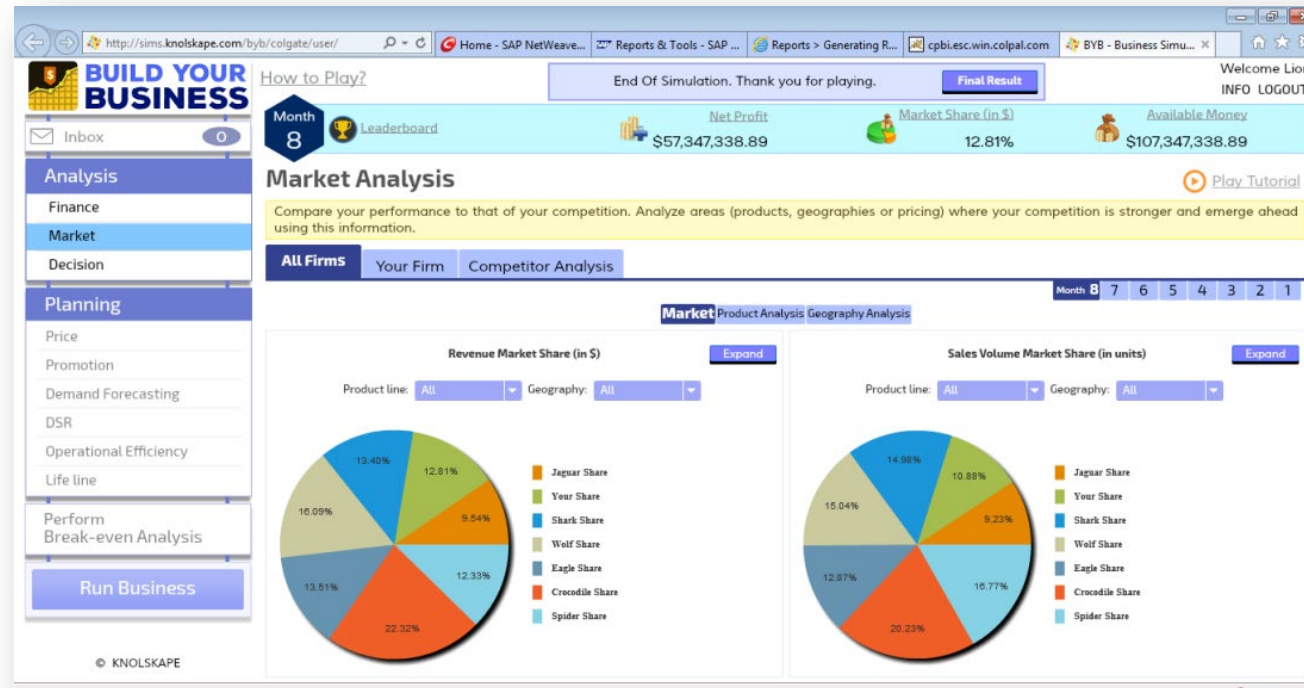 http://sims.knolskape.com/byb/colgate/user/
Home - SAP NetWeave...
Reports & Tools - SAP ...
Reports > Generating R...
cpbi.esc.win.colpal.com
BYB - Business Simu...
BUILD YOUR
BUSINESS
How to Play?
End Of Simulation. Thank you for playing.
Final Result
Welcome Lion
INFO LOGOUT
Inbox 0
Month
8
Leaderboard
Net Profit
$57,347,338.89
Market Share (in $)
12.81%
Available Money
$107,347,338.89
Analysis
Finance
Market
Decision
Planning
Price
Promotion
Demand Forecasting
DSR
Operational Efficiency
Life line
Perform
Break-even Analysis
Run Business
© KNOLSKAPE
Market Analysis
Play Tutorial
Compare your performance to that of your competition. Analyze areas (products, geographies or pricing) where your competition is stronger and emerge ahead
using this information.
All Firms Your Firm Competitor Analysis
Month 8 7 6 5 4 3 2 1
Market Product Analysis Geography Analysis
Revenue Market Share (in $)
Expand
Product line: All Geography: All
13.40%
12.81%
16.09%
9.54%
13.51%
12.33%
22.32%
Jaguar Share
Your Share
Shark Share
Wolf Share
Eagle Share
Crocodile Share
Spider Share
Sales Volume Market Share (in units)
Expand
Product line: All Geography: All
14.98%
10.88%
15.04%
9.23%
12.87%
16.77%
20.23%
Jaguar Share
Your Share
Shark Share
Wolf Share
Eagle Share
Crocodile Share
Spider Share